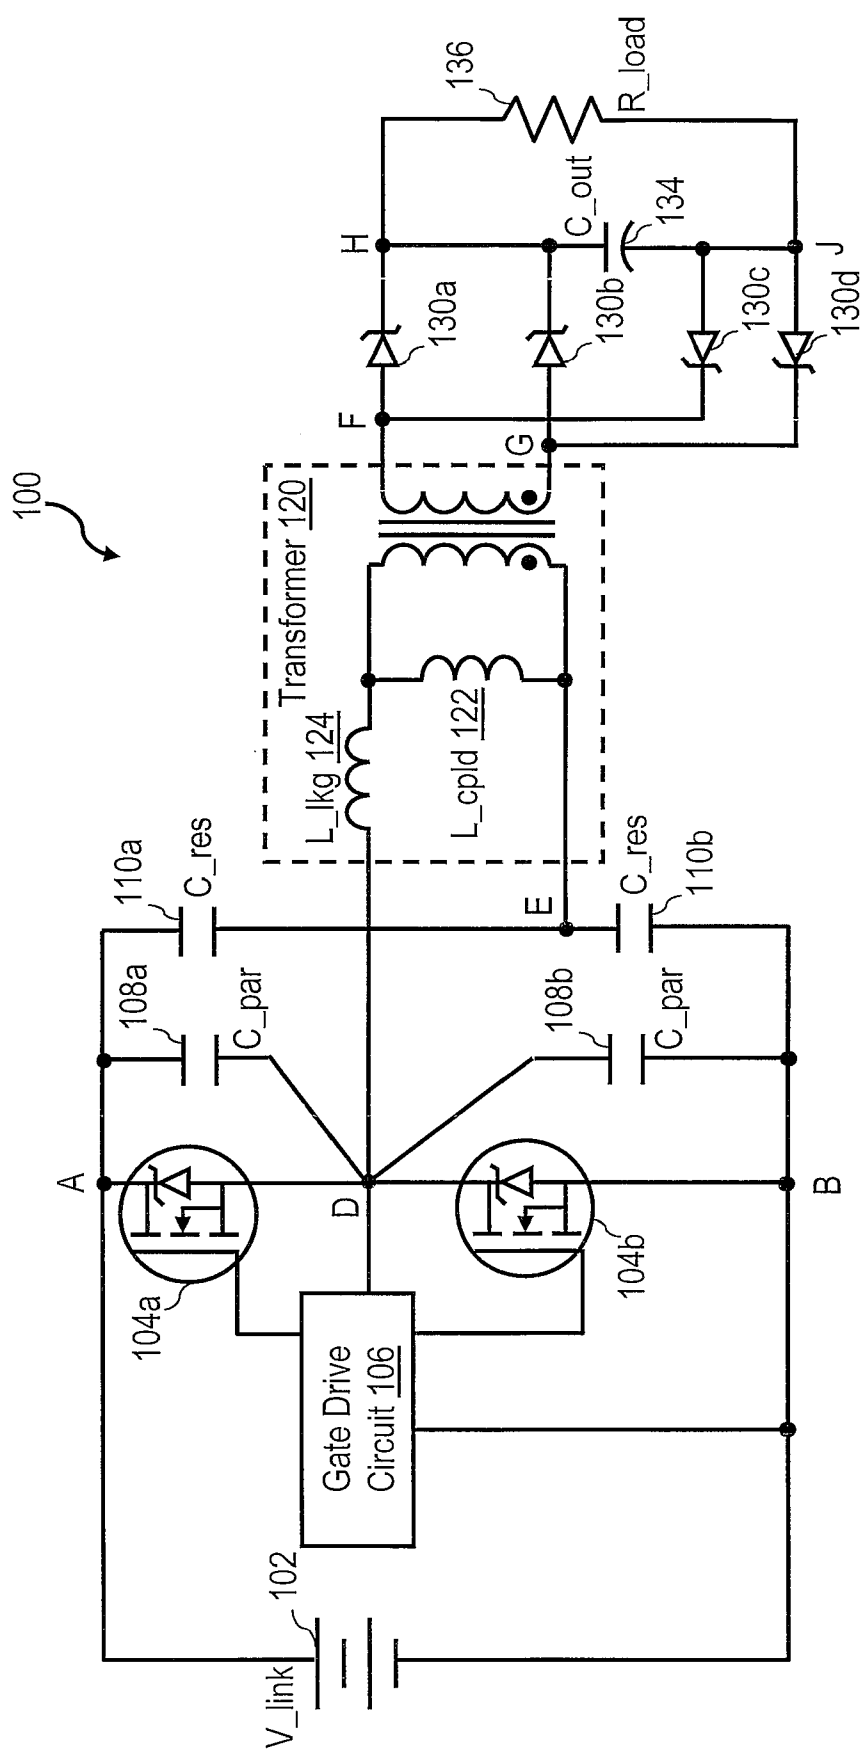 100
V_link
102
104a
A
108a
C_par
110a
C_res
Gate Drive
Circuit 106
D
E
L_lkg 124
L_cpld 122
Transformer 120
104b
B
108b
C_par
C_res
110b
F
G
H
130a
130b
C_out
134
130c
130d
J
136
R_load